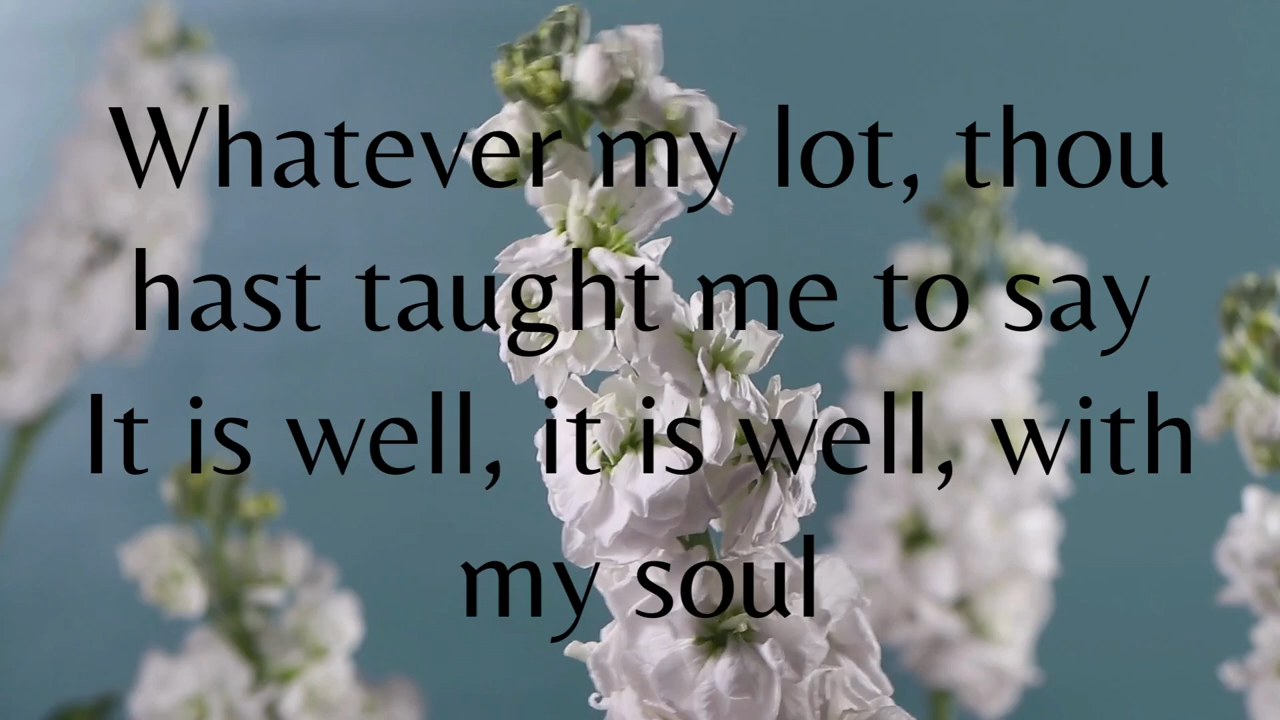 Whatever my lot, thou
hast taught me to say
It is well, it is well, with
my soul